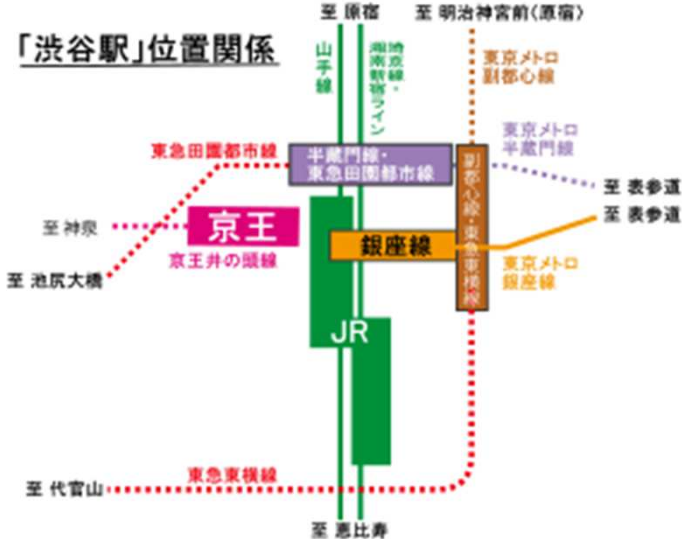 至 原宿
至 明治神宮前〈原宿〉
「渋谷駅」位置関係
山手線
埼京線・
湘南新宿ライン
東京メトロ
副都心線
東急田園都市線
半蔵門線・
東急田園都市線
東京メトロ
半蔵門線
至 表参道
至 神泉
京王
京王井の頭線
銀座線
副都心線・東急東横線
至 表参道
東京メトロ
銀座線
至 池尻大橋
JR
東急東横線
至 代官山
至 恵比寿